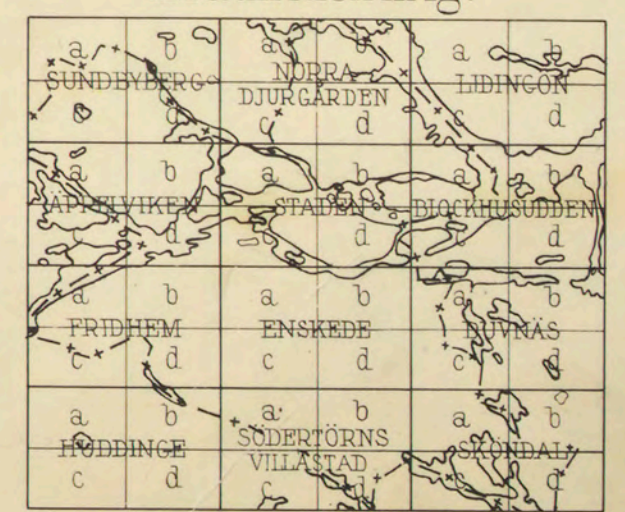 a b a b a b
SUNDBYBERG NORRA DJURGÅRDEN LIDINGÖN
d c d c d
a b a b a b
ÄPPELVIKEN STADEN BLOCKHUSUDDEN
d c d c d
a b a b a b
FRIDHEM ENSKEDE DUVNÄS
c d c d c d
a b a b a b
HUDDINGE SÖDERTÖRNS VILLASTAD SKÖNDAL
c d c d c d